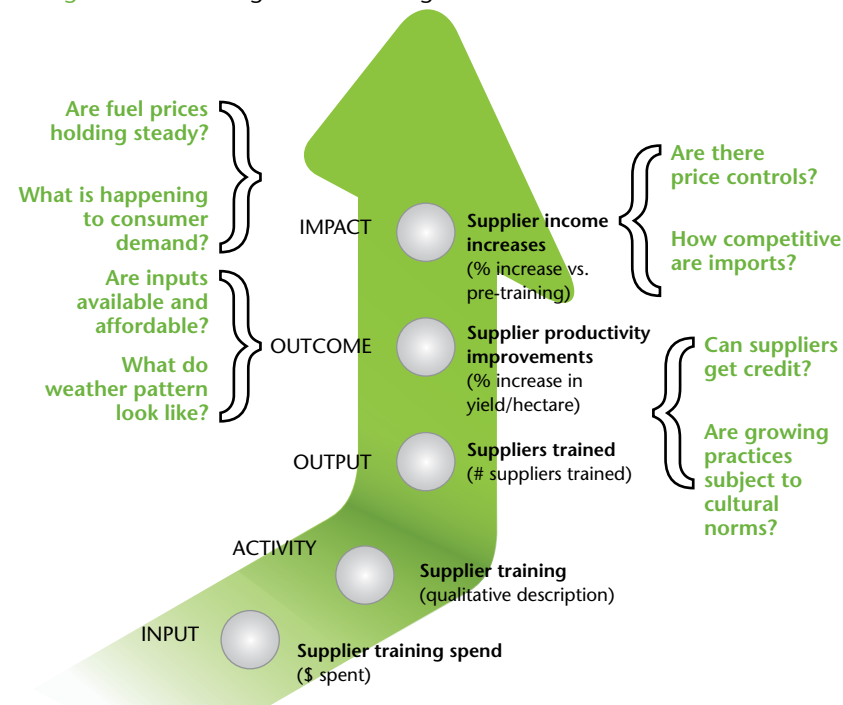 Are fuel prices
holding steady?
What is happening
to consumer
demand?
Are inputs
available and
affordable?
What do
weather pattern
look like?
IMPACT
Supplier income
increases
(% increase vs.
pre-training)
Are there
price controls?
How competitive
are imports?
OUTCOME
Supplier productivity
improvements
(% increase in
yield/hectare)
Can suppliers
get credit?
Are growing
practices
subject to
cultural
norms?
OUTPUT
Suppliers trained
(# suppliers trained)
ACTIVITY
Supplier training
(qualitative description)
INPUT
Supplier training spend
($ spent)